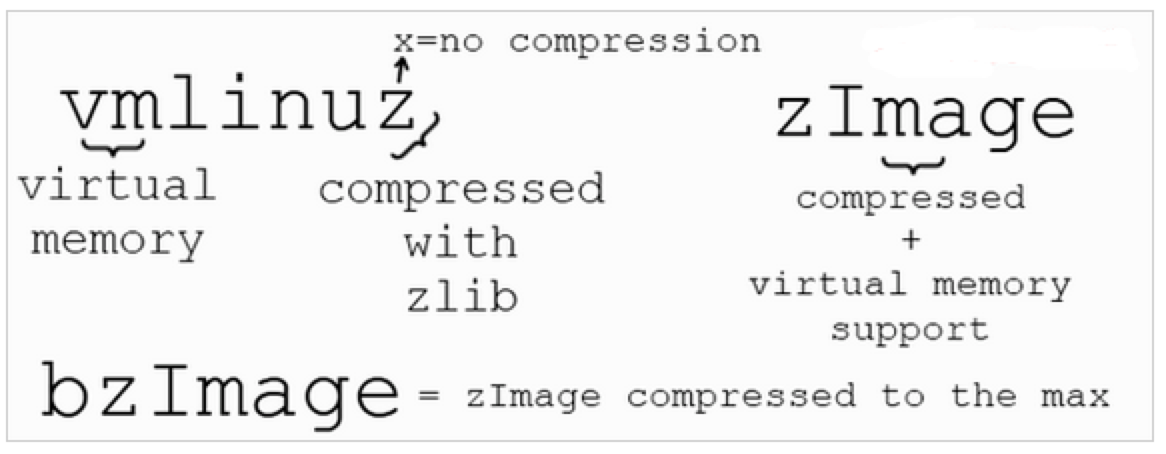 x=no compression
vmlinuz
zImage
virtual
memory
compressed
with
zlib
compressed
+
virtual memory
support
bzImage = zImage compressed to the max